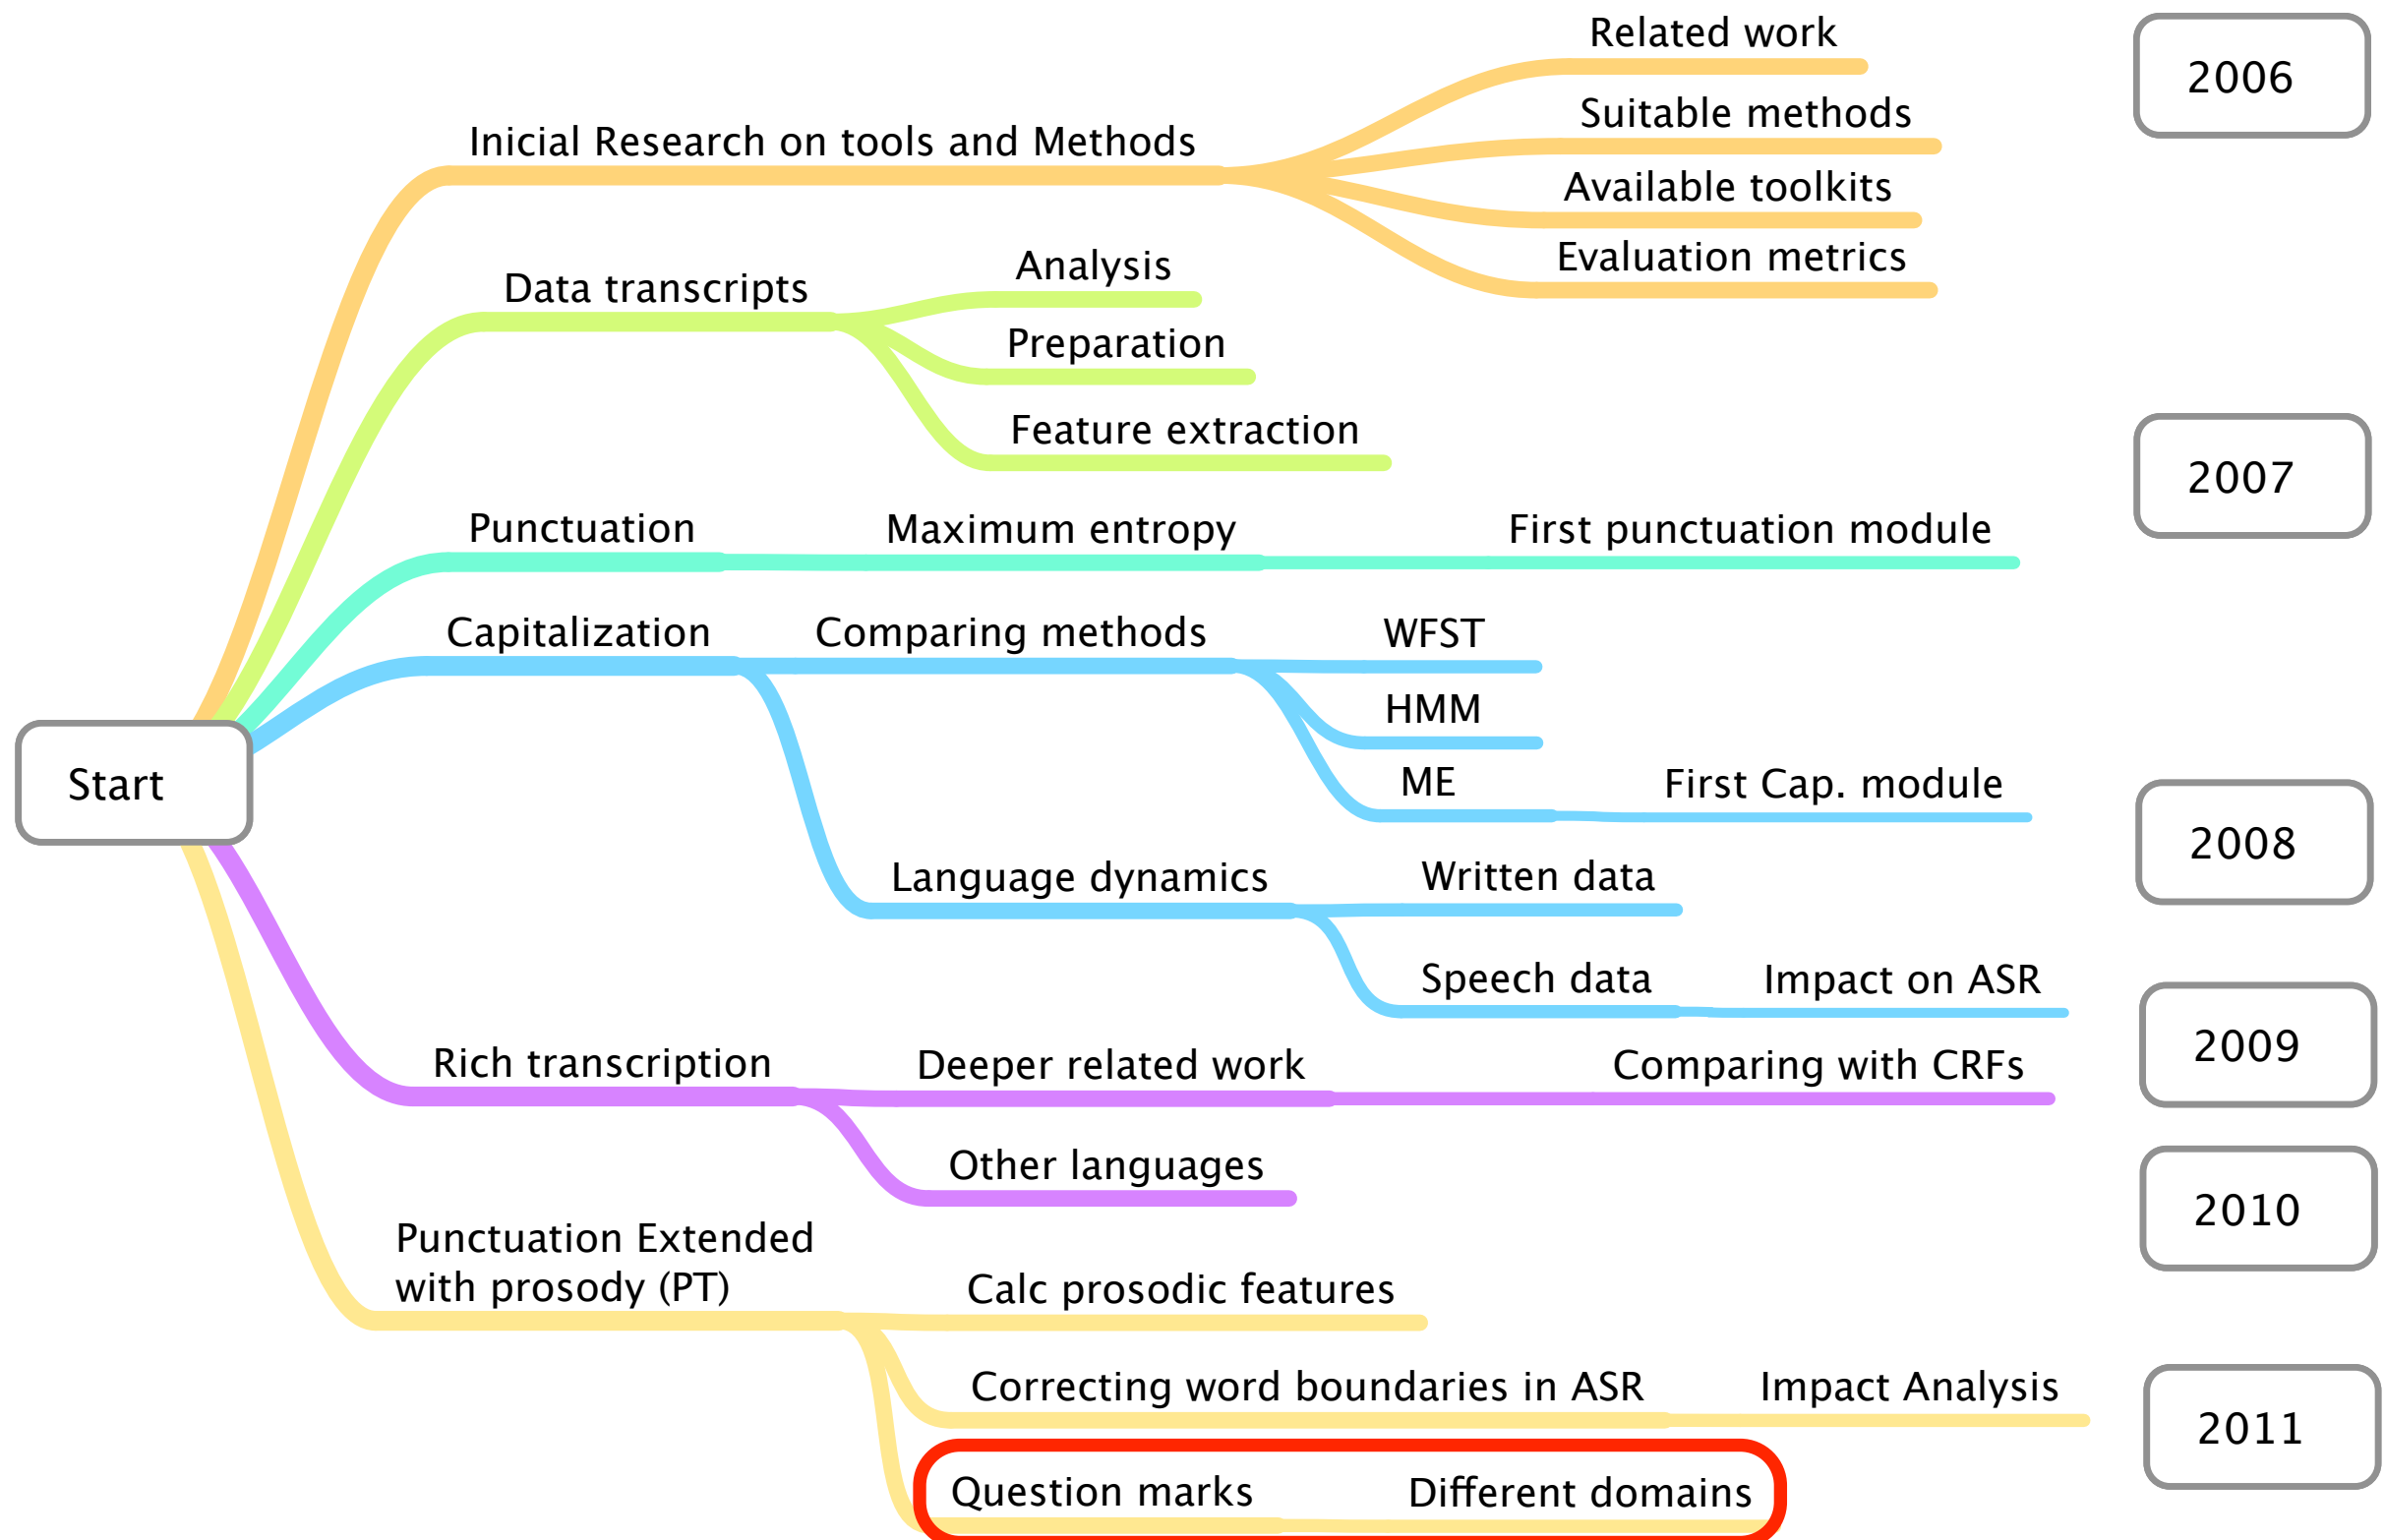 Related work
2006
Suitable methods
Inicial Research on tools and Methods
Available toolkits
Evaluation metrics
Data transcripts
Analysis
Preparation
Feature extraction
2007
Punctuation
Maximum entropy
First punctuation module
Capitalization
Comparing methods
WFST
HMM
ME
First Cap. module
Start
2008
Language dynamics
Written data
Speech data
Impact on ASR
2009
Rich transcription
Deeper related work
Comparing with CRFs
Other languages
2010
Punctuation Extended
with prosody (PT)
Calc prosodic features
Correcting word boundaries in ASR
Impact Analysis
2011
Question marks
Different domains